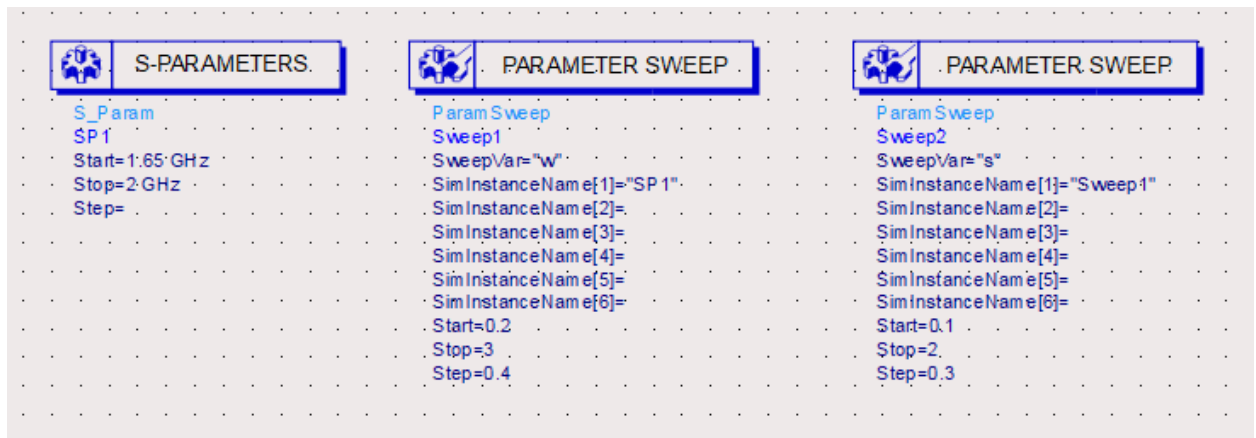 S-PARAMETERS
S_Param
SP1
Start=1.65 GHz
Stop=2 GHz
Step=
PARAMETER SWEEP
ParamSweep
Sweep1
SweepVar="w"
SimInstanceName[1]="SP1"
SimInstanceName[2]=
SimInstanceName[3]=
SimInstanceName[4]=
SimInstanceName[5]=
SimInstanceName[6]=
Start=0.2
Stop=3
Step=0.4
PARAMETER SWEEP
ParamSweep
Sweep2
SweepVar="s"
SimInstanceName[1]="Sweep1"
SimInstanceName[2]=
SimInstanceName[3]=
SimInstanceName[4]=
SimInstanceName[5]=
SimInstanceName[6]=
Start=0.1
Stop=2
Step=0.3